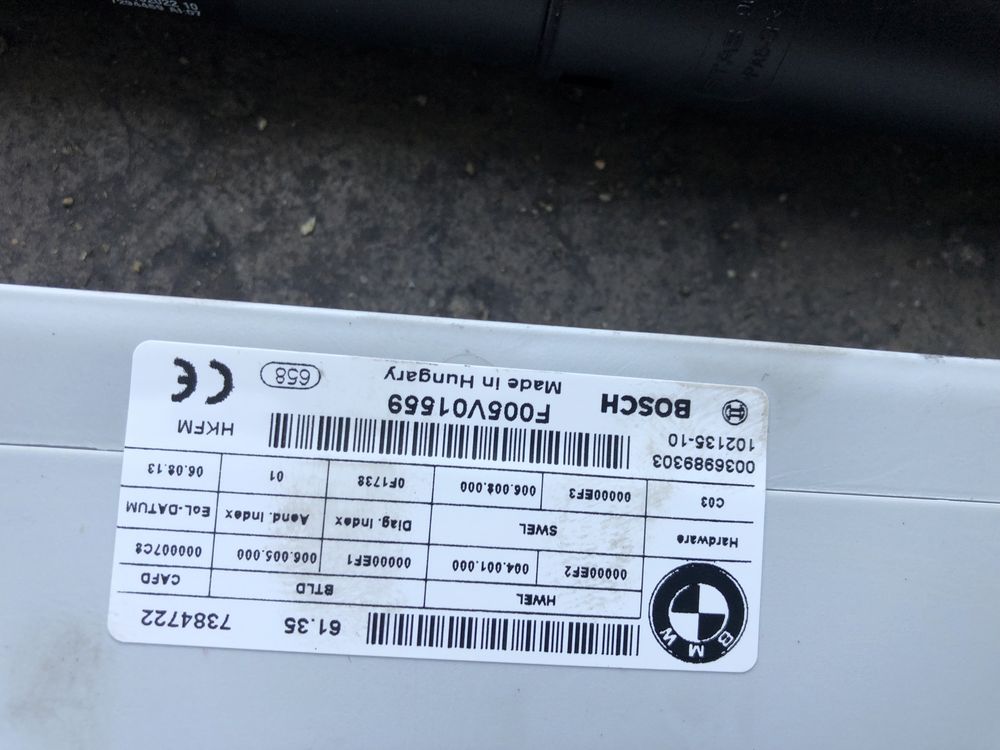 61.35 7384722
BMW
HWEL BTLD CAFD
00000EF2 004.001.000 00000EF1 006.005.000 000007C8
Hardware SWEL Diag. Index Aend. Index EoL-DATUM
C03 00000EF3 006.008.000 0F1738 01 06.08.13
0036989303 HKFM
102135-10
BOSCH F005V01559
Made in Hungary 658 CE